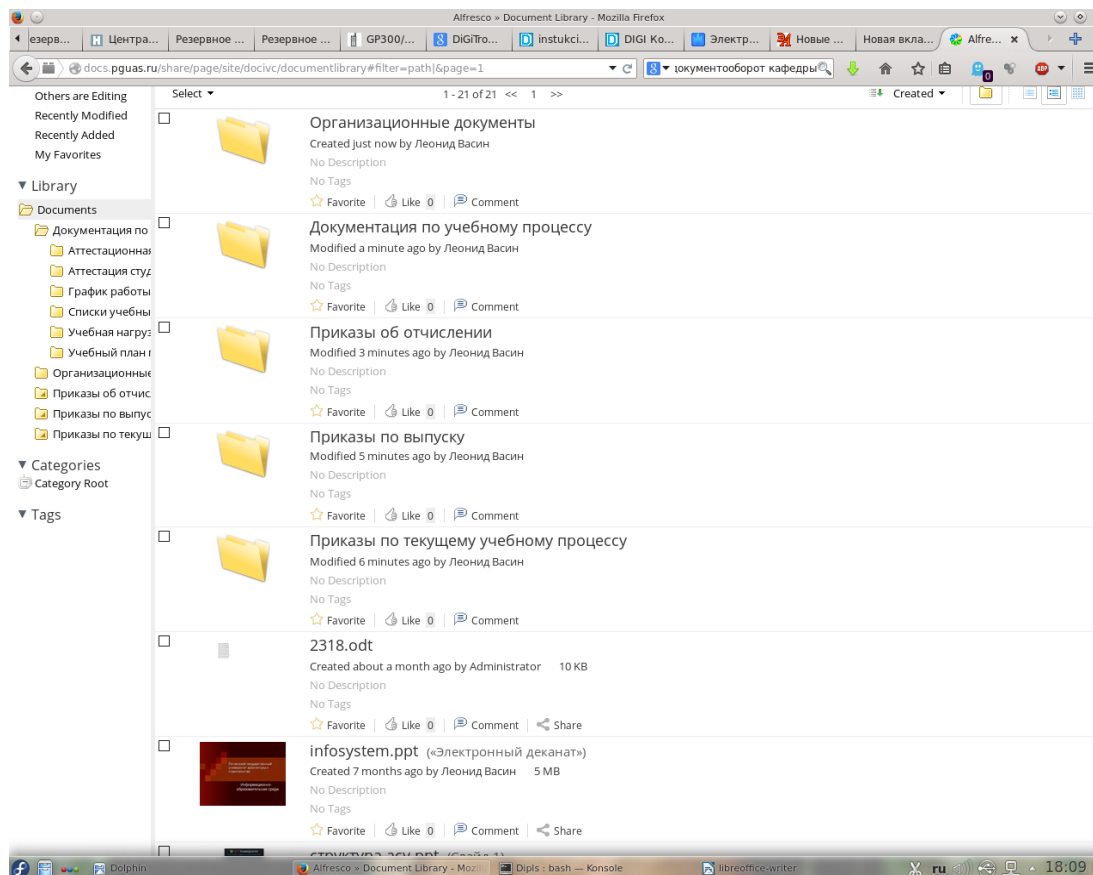 Alfresco » Document Library - Mozilla Firefox
езерв... Центра... Резервное ... Резервное ... GP300/... DiGiTro... instukci... DIGI Ko... Электр... Новые ... Новая вкла... Alfre...
docs.pguas.ru/share/page/site/docivc/documentlibrary#filter=path|&page=1 документооборот кафедры 0
Others are Editing
Recently Modified
Recently Added
My Favorites
Library
Documents
Документация по
Аттестационная
Аттестация студ
График работы
Списки учебны
Учебная нагруз
Учебный план
Организационные
Приказы об отчис
Приказы по выпус
Приказы по текущ
Categories
Category Root
Tags
Select 1 - 21 of 21 << 1 >> Created
Организационные документы
Created just now by Леонид Васин
No Description
No Tags
Favorite Like 0 Comment
Документация по учебному процессу
Modified a minute ago by Леонид Васин
No Description
No Tags
Favorite Like 0 Comment
Приказы об отчислении
Modified 3 minutes ago by Леонид Васин
No Description
No Tags
Favorite Like 0 Comment
Приказы по выпуску
Modified 5 minutes ago by Леонид Васин
No Description
No Tags
Favorite Like 0 Comment
Приказы по текущему учебному процессу
Modified 6 minutes ago by Леонид Васин
No Description
No Tags
Favorite Like 0 Comment
2318.odt
Created about a month ago by Administrator 10 KB
No Description
No Tags
Favorite Like 0 Comment Share
infosystem.ppt («Электронный деканат»)
Created 7 months ago by Леонид Васин 5 MB
No Description
No Tags
Favorite Like 0 Comment Share
структура асу.ppt (Слайд 1)
Dolphin Alfresco » Document Library - Mozil Dipls : bash — Konsole libreoffice-writer ru 18:09